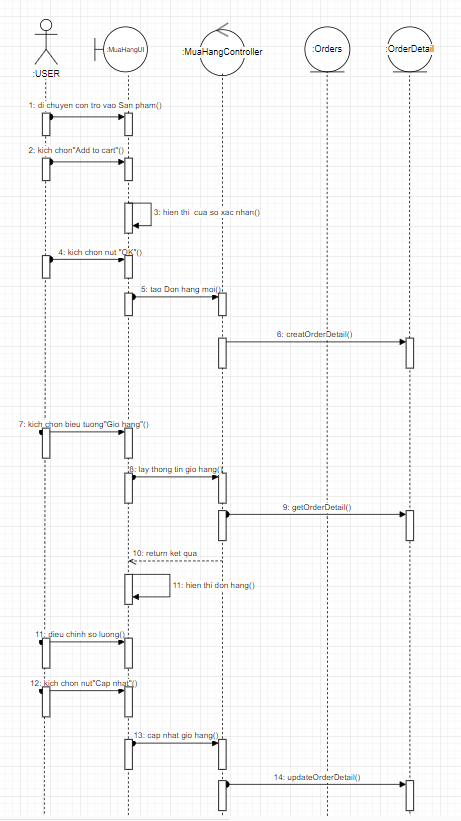 :USER
:MuaHangUI
:MuaHangController
:Orders
:OrderDetail
1: di chuyen con tro vao San pham()
2: kich chon"Add to cart"()
3: hien thi cua so xac nhan()
4: kich chon nut "OK"()
5: tao Don hang moi()
6: creatOrderDetail()
7: kich chon bieu tuong"Gio hang"()
8: lay thong tin gio hang()
9: getOrderDetail()
10: return ket qua
11: hien thi don hang()
11: dieu chinh so luong()
12: kich chon nut"Cap nhat"()
13: cap nhat gio hang()
14: updateOrderDetail()